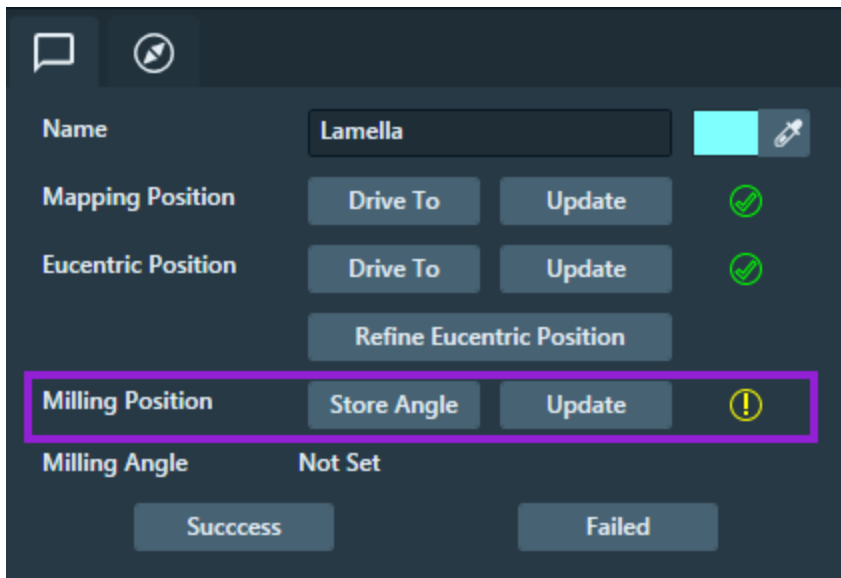 Name Lamella
Mapping Position Drive To Update
Eucentric Position Drive To Update
Refine Eucentric Position
Milling Position Store Angle Update
Milling Angle Not Set
Succcess Failed